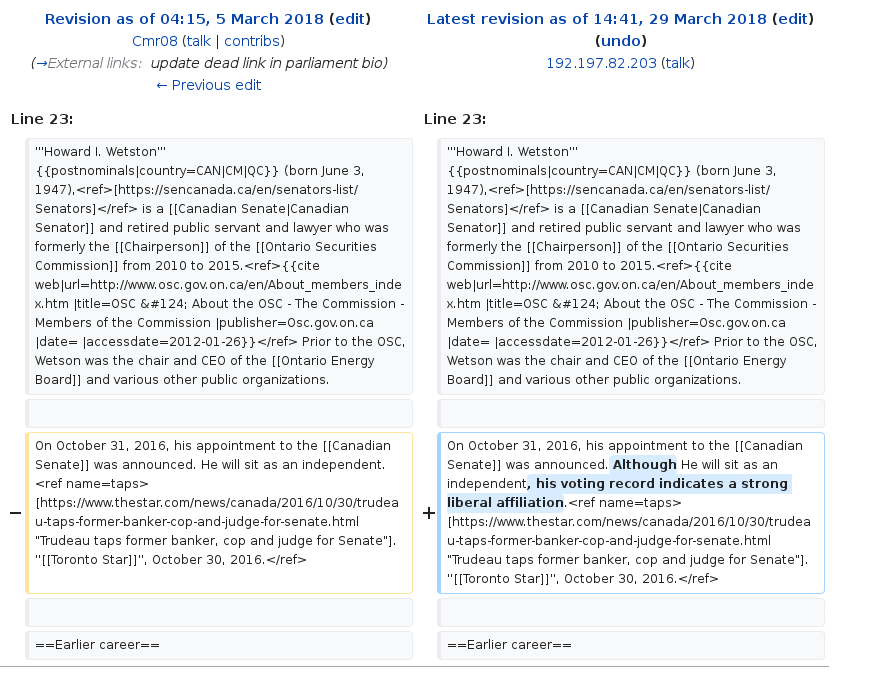 Revision as of 04:15, 5 March 2018 (edit)
Cmr08 (talk | contribs)
(→External links: update dead link in parliament bio)
← Previous edit
Latest revision as of 14:41, 29 March 2018 (edit)
(undo)
192.197.82.203 (talk)
Line 23:
'''Howard I. Wetston'''
{{postnominals|country=CAN|CM|QC}} (born June 3,
1947),<ref>[https://sencanada.ca/en/senators-list/
Senators]</ref> is a [[Canadian Senate|Canadian
Senator]] and retired public servant and lawyer who was
formerly the [[Chairperson]] of the [[Ontario Securities
Commission]] from 2010 to 2015.<ref>{{cite
web|url=http://www.osc.gov.on.ca/en/About_members_inde
x.htm |title=OSC &#124; About the OSC - The Commission -
Members of the Commission |publisher=Osc.gov.on.ca
|date= |accessdate=2012-01-26}}</ref> Prior to the OSC,
Wetson was the chair and CEO of the [[Ontario Energy
Board]] and various other public organizations.
Line 23:
'''Howard I. Wetston'''
{{postnominals|country=CAN|CM|QC}} (born June 3,
1947),<ref>[https://sencanada.ca/en/senators-list/
Senators]</ref> is a [[Canadian Senate|Canadian
Senator]] and retired public servant and lawyer who was
formerly the [[Chairperson]] of the [[Ontario Securities
Commission]] from 2010 to 2015.<ref>{{cite
web|url=http://www.osc.gov.on.ca/en/About_members_inde
x.htm |title=OSC &#124; About the OSC - The Commission -
Members of the Commission |publisher=Osc.gov.on.ca
|date= |accessdate=2012-01-26}}</ref> Prior to the OSC,
Wetson was the chair and CEO of the [[Ontario Energy
Board]] and various other public organizations.
−
On October 31, 2016, his appointment to the [[Canadian
Senate]] was announced. He will sit as an independent.
<ref name=taps>
[https://www.thestar.com/news/canada/2016/10/30/trudea
u-taps-former-banker-cop-and-judge-for-senate.html
"Trudeau taps former banker, cop and judge for Senate"].
''[[Toronto Star]]'', October 30, 2016.</ref>
+
On October 31, 2016, his appointment to the [[Canadian
Senate]] was announced. Although He will sit as an
independent, his voting record indicates a strong
liberal affiliation.<ref name=taps>
[https://www.thestar.com/news/canada/2016/10/30/trudea
u-taps-former-banker-cop-and-judge-for-senate.html
"Trudeau taps former banker, cop and judge for Senate"].
''[[Toronto Star]]'', October 30, 2016.</ref>
==Earlier career==
==Earlier career==